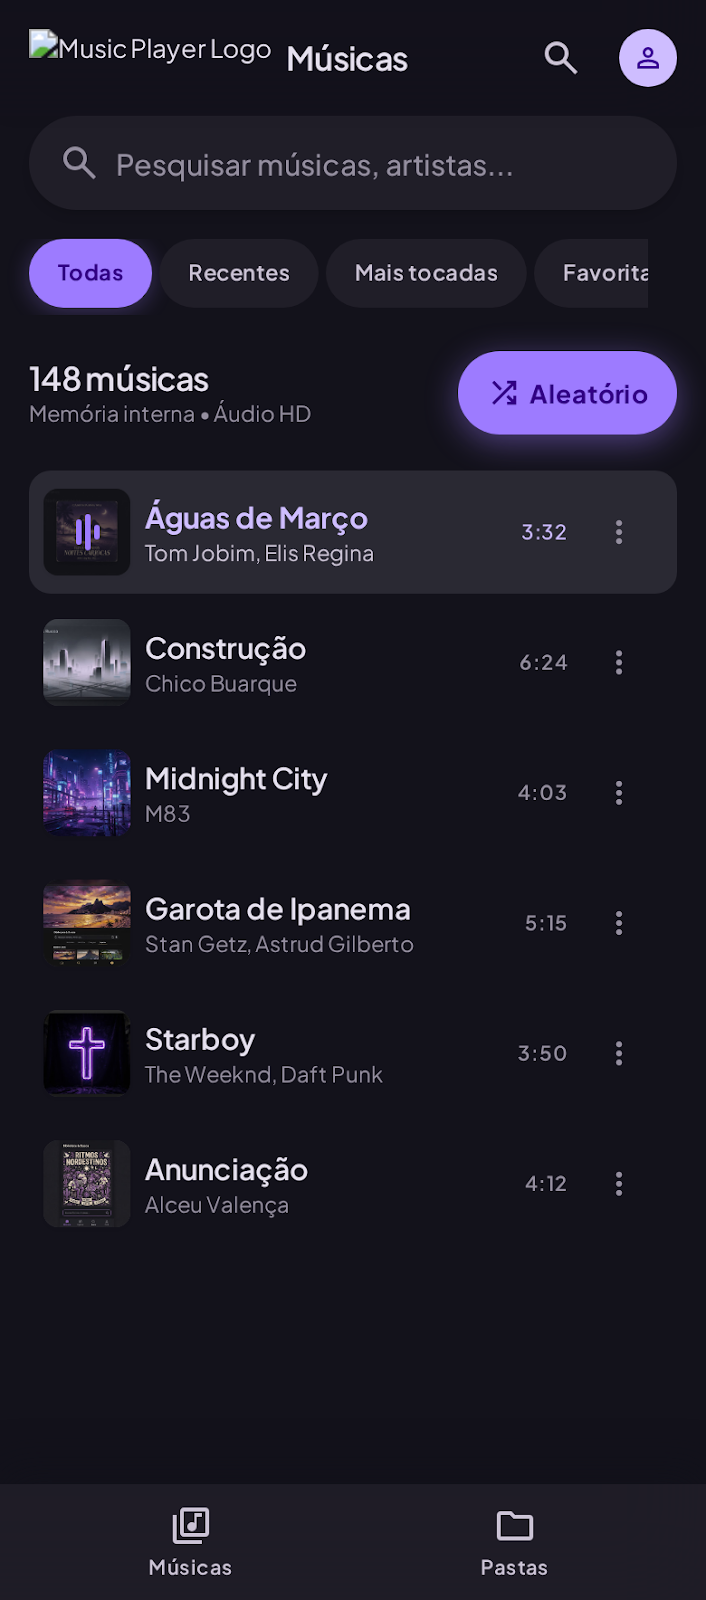 Music Player Logo
Músicas
Pesquisar músicas, artistas...
Todas
Recentes
Mais tocadas
Favorita
148 músicas
Memória interna • Áudio HD
Aleatório
Águas de Março
3:32
Tom Jobim, Elis Regina
Construção
6:24
Chico Buarque
Midnight City
4:03
M83
Garota de Ipanema
5:15
Stan Getz, Astrud Gilberto
Starboy
3:50
The Weeknd, Daft Punk
RITMOS
NORDESTINOS
Anunciação
4:12
Alceu Valença
Músicas
Pastas